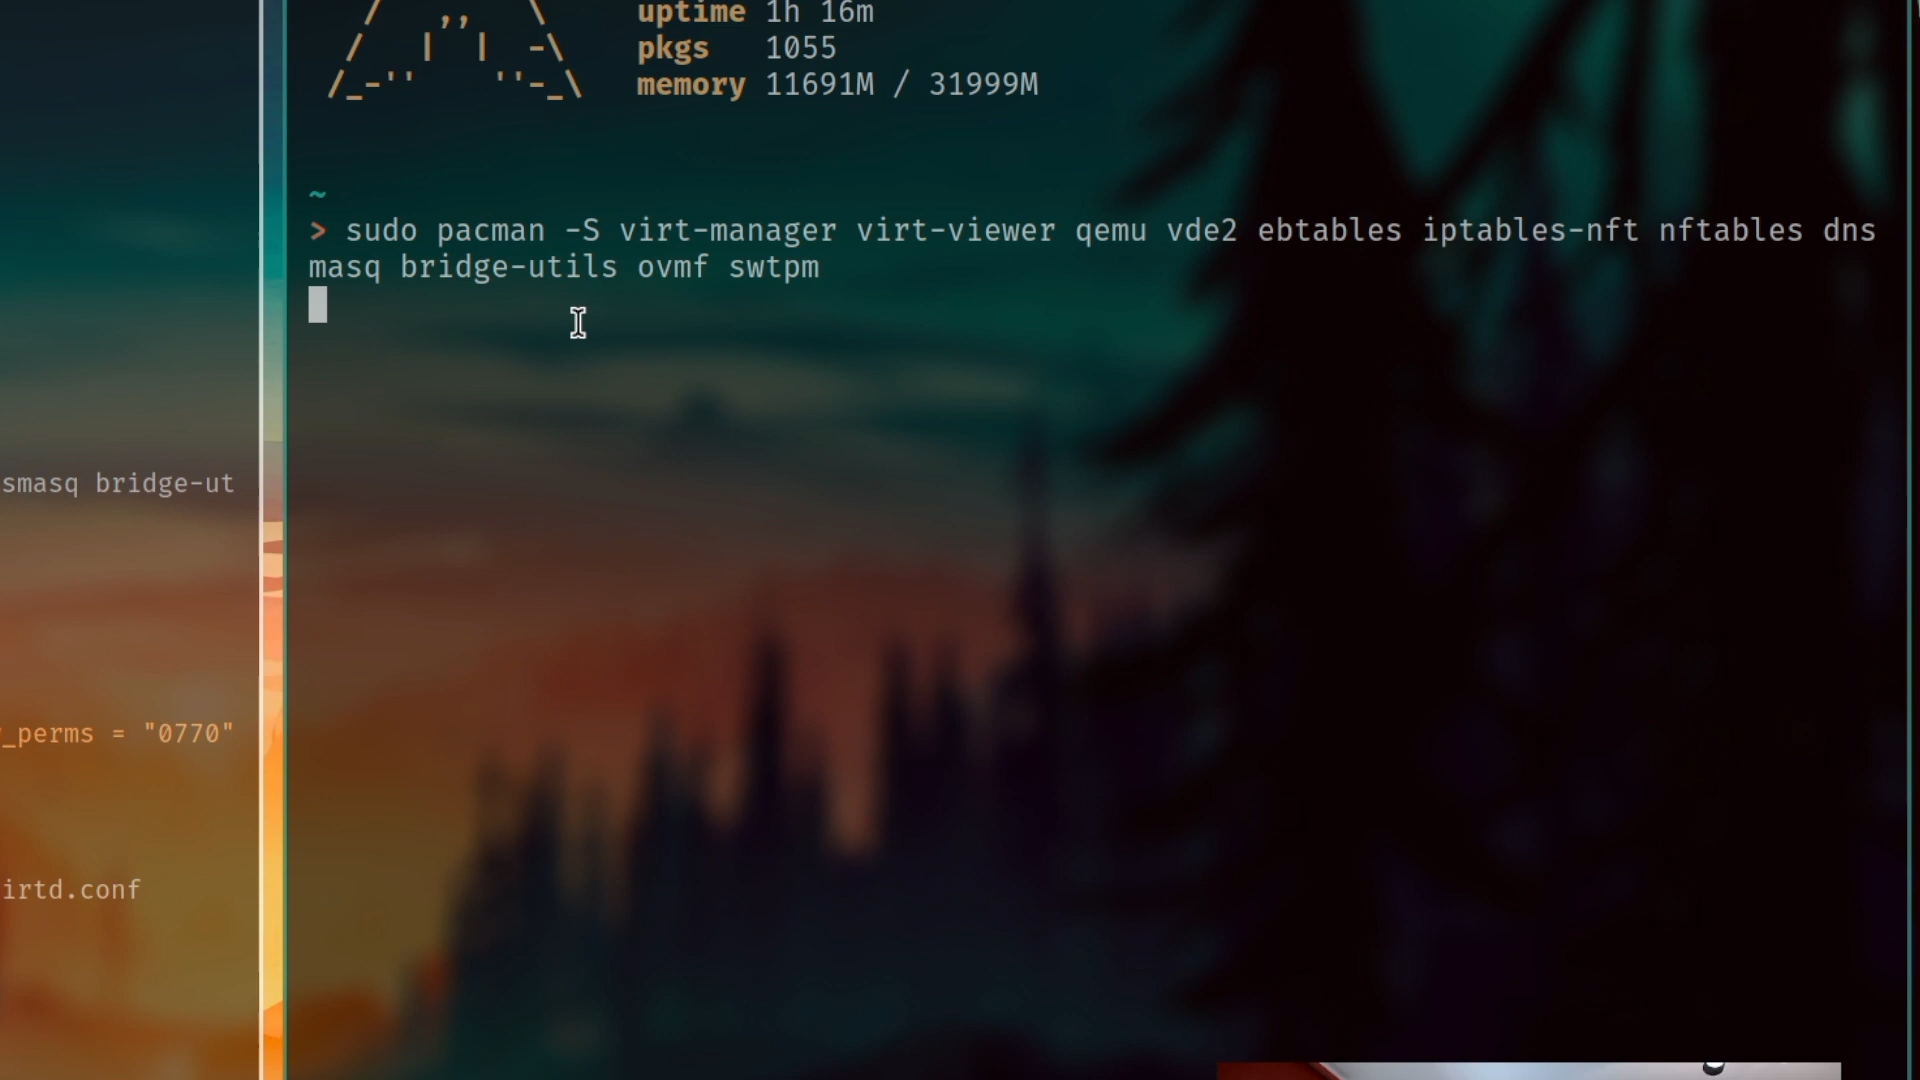 uptime 1h 16m
pkgs 1055
memory 11691M / 31999M
~
> sudo pacman -S virt-manager virt-viewer qemu vde2 ebtables iptables-nft nftables dns
masq bridge-utils ovmf swtpm
smasq bridge-ut
_perms = "0770"
irtd.conf